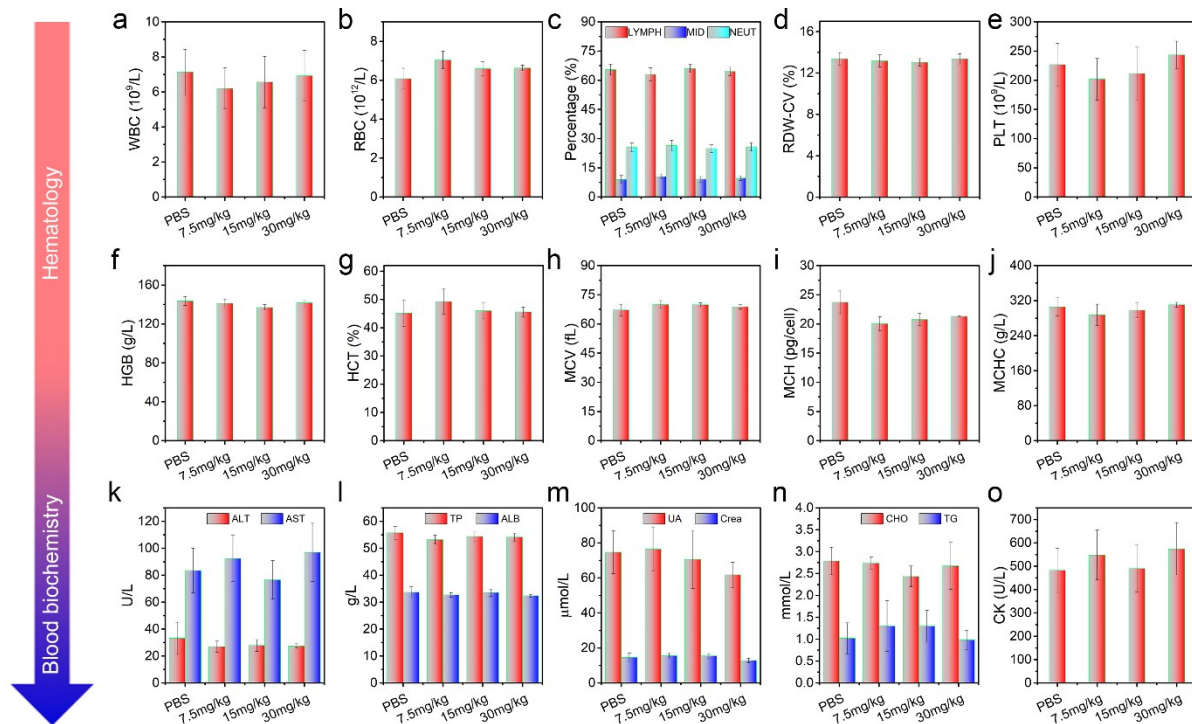 Hematology
Blood biochemistry
a
WBC (10⁹/L)
10
8
6
4
2
0
PBS
7.5mg/kg
15mg/kg
30mg/kg
b
RBC (10¹²/L)
10
8
6
4
2
0
PBS
7.5mg/kg
15mg/kg
30mg/kg
c
LYMPH MID NEUT
Percentage (%)
90
75
60
45
30
15
0
PBS
7.5mg/kg
15mg/kg
30mg/kg
d
RDW-CV (%)
20
16
12
8
4
0
PBS
7.5mg/kg
15mg/kg
30mg/kg
e
PLT (10⁹/L)
300
250
200
150
100
50
0
PBS
7.5mg/kg
15mg/kg
30mg/kg
f
HGB (g/L)
180
140
120
80
40
0
PBS
7.5mg/kg
15mg/kg
30mg/kg
g
HCT (%)
60
50
40
30
20
10
0
PBS
7.5mg/kg
15mg/kg
30mg/kg
h
MCV (fL)
90
75
60
45
30
15
0
PBS
7.5mg/kg
15mg/kg
30mg/kg
i
MCH (pg/cell)
30
25
20
15
10
5
0
PBS
7.5mg/kg
15mg/kg
30mg/kg
j
MCHC (g/L)
400
320
240
160
80
0
PBS
7.5mg/kg
15mg/kg
30mg/kg
k
ALT AST
U/L
120
100
80
60
40
20
0
PBS
7.5mg/kg
15mg/kg
30mg/kg
l
TP ALB
g/L
60
50
40
30
20
10
0
PBS
7.5mg/kg
15mg/kg
30mg/kg
m
UA Crea
μmol/L
100
80
60
40
20
0
PBS
7.5mg/kg
15mg/kg
30mg/kg
n
CHO TG
mmol/L
4.0
3.5
3.0
2.5
2.0
1.5
1.0
0.5
0.0
PBS
7.5mg/kg
15mg/kg
30mg/kg
o
CK (U/L)
700
600
500
400
300
200
100
0
PBS
7.5mg/kg
15mg/kg
30mg/kg